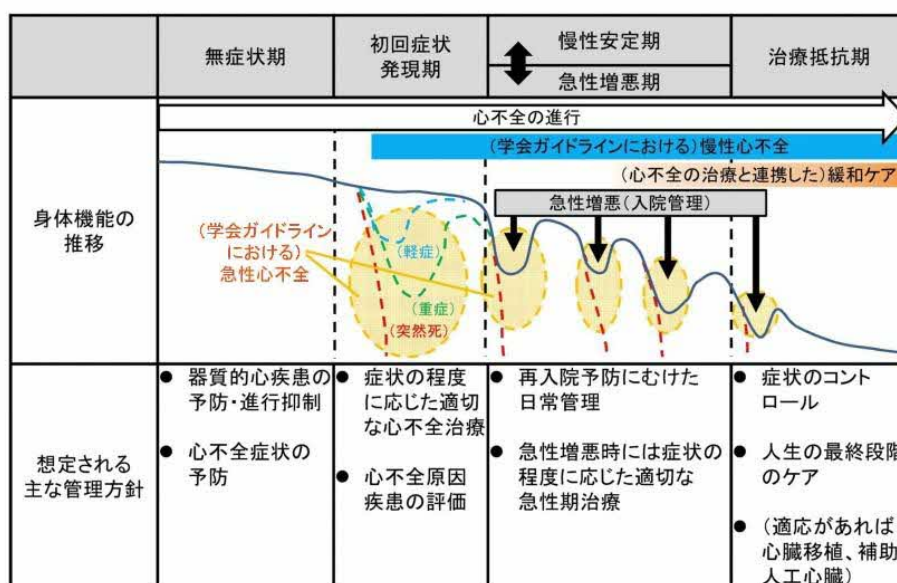 無症状期
初回症状
発現期
慢性安定期
急性増悪期
治療抵抗期
身体機能の
推移
心不全の進行
(学会ガイドラインにおける)慢性心不全
(心不全の治療と連携した)緩和ケア
急性増悪(入院管理)
(学会ガイドライン
における)
急性心不全
(軽症)
(重症)
(突然死)
想定される
主な管理方針
● 器質的心疾患の
予防・進行抑制
● 心不全症状の
予防
● 症状の程度
に応じた適切
な心不全治療
● 心不全原因
疾患の評価
● 再入院予防にむけた
日常管理
● 急性増悪時には症状の
程度に応じた適切な
急性期治療
● 症状のコント
ロール
● 人生の最終段階
のケア
● (適応があれば
心臓移植、補助
人工心臓)